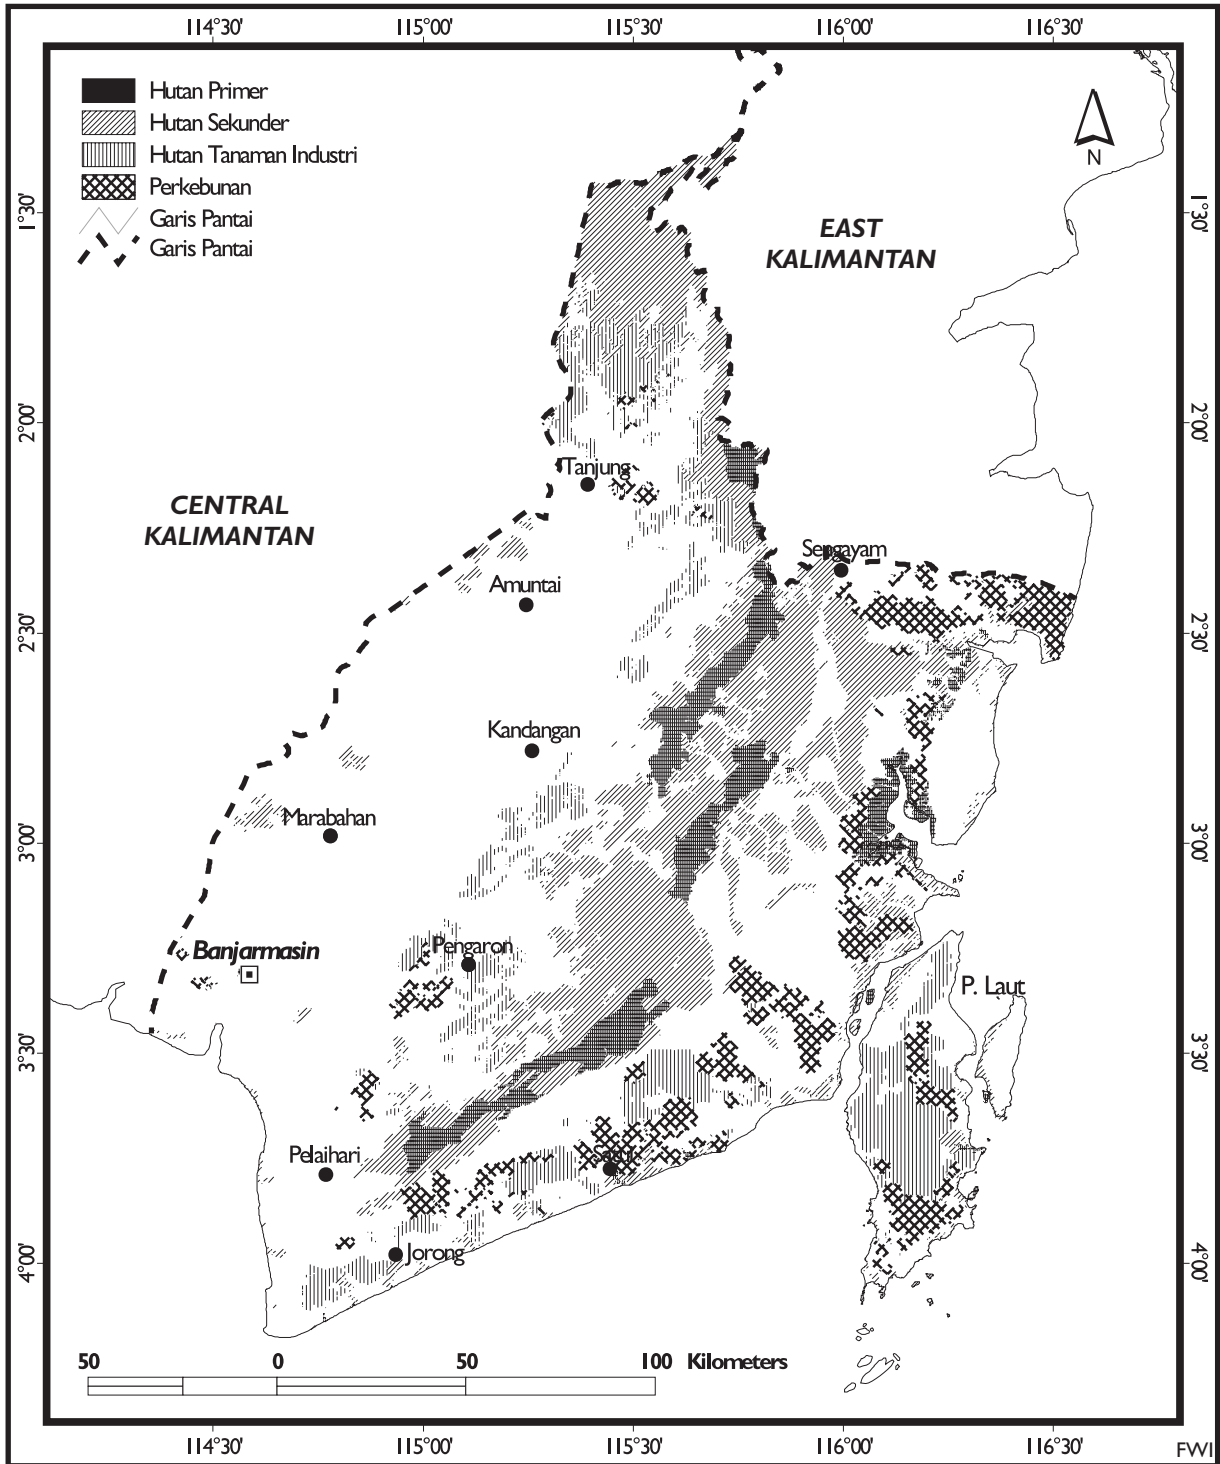 114°30' 115°00' 115°30' 116°00' 116°30'
Hutan Primer
Hutan Sekunder
Hutan Tanaman Industri
Perkebunan
Garis Pantai
Garis Pantai
N
1°30' 1°30'
EAST
KALIMANTAN
2°00' 2°00'
Tanjung
CENTRAL
KALIMANTAN
Sengayam
Amuntai
2°30' 2°30'
Kandangan
Marabahan
3°00' 3°00'
Banjarmasin
Pengaron
P. Laut
3°30' 3°30'
Pelaihari
Satui
Jorong
4°00' 4°00'
50 0 50 100 Kilometers
114°30' 115°00' 115°30' 116°00' 116°30'
FWI